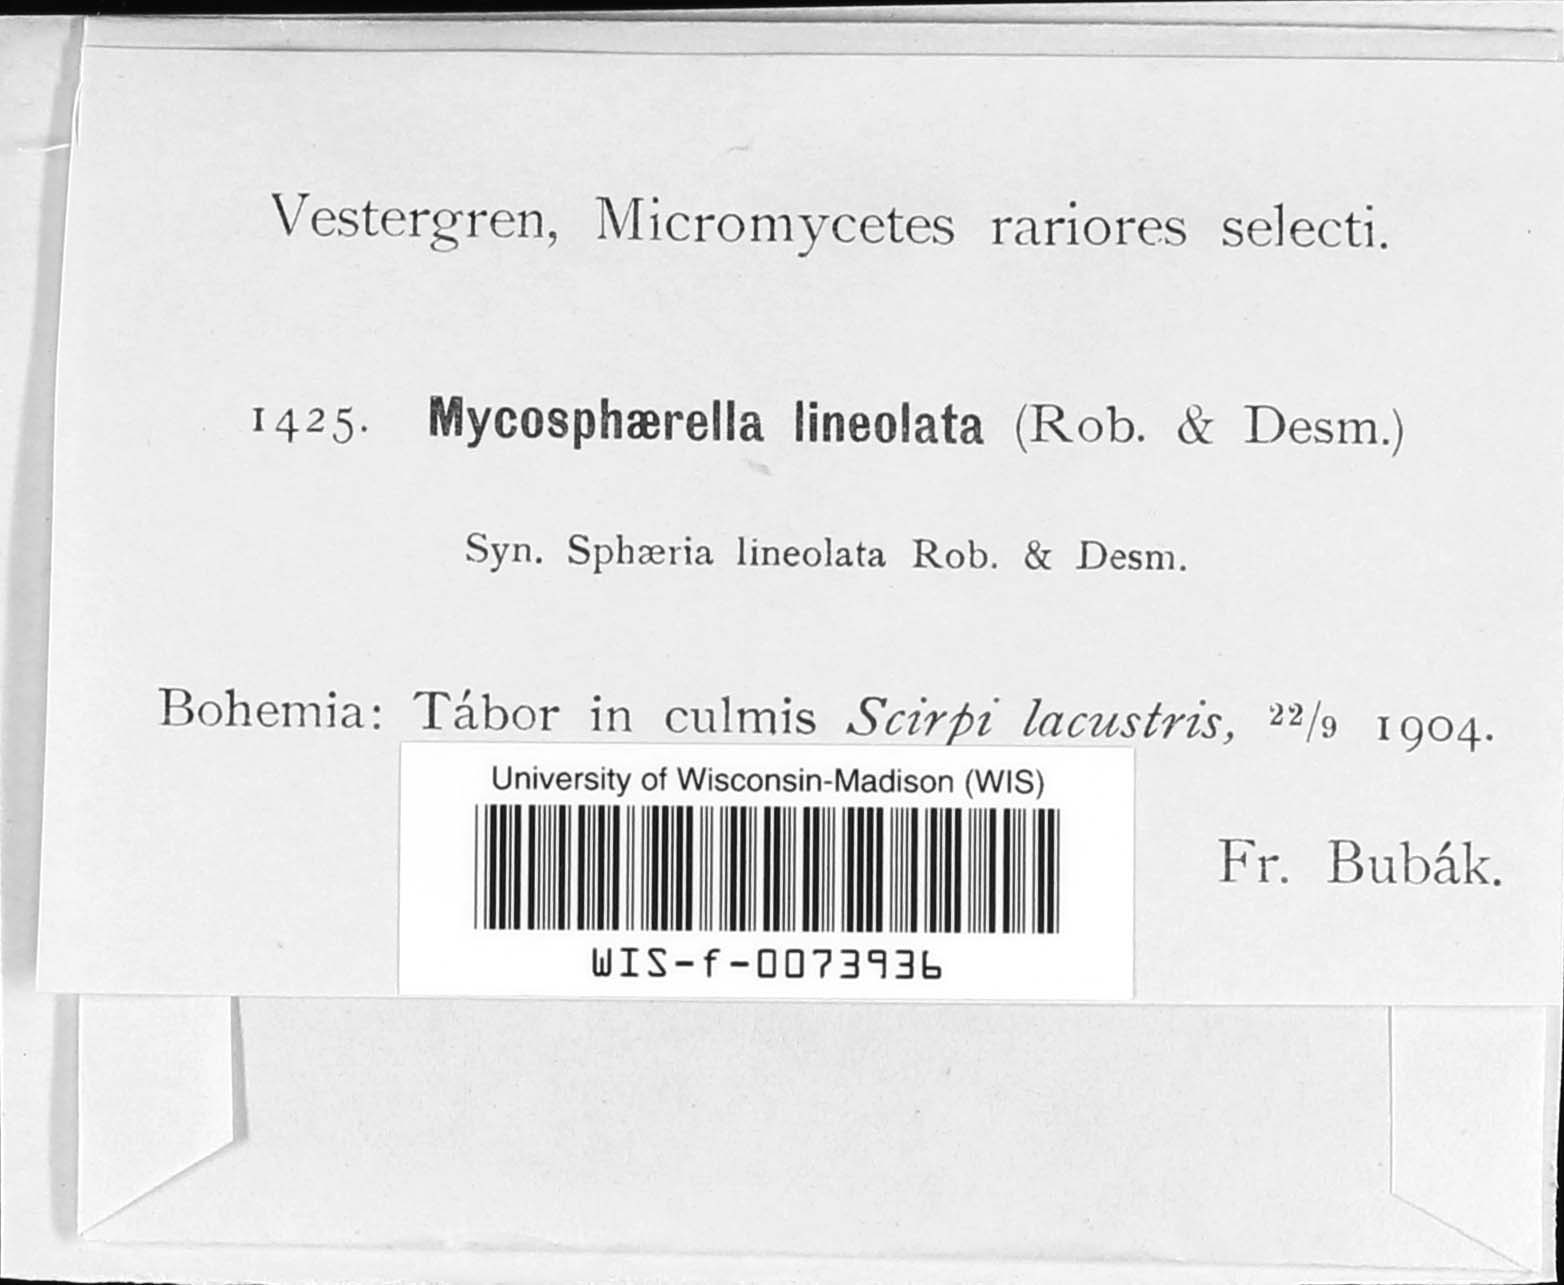 Vestergren, Micromycetes rariores selecti.
1425. Mycosphærella lineolata (Rob. & Desm.)
Syn. Sphæria lineolata Rob. & Desm.
Bohemia: Tábor in culmis Scirpi lacustris, 22/9 1904.
University of Wisconsin-Madison (WIS)
WIS-f-0073936
Fr. Bubák.